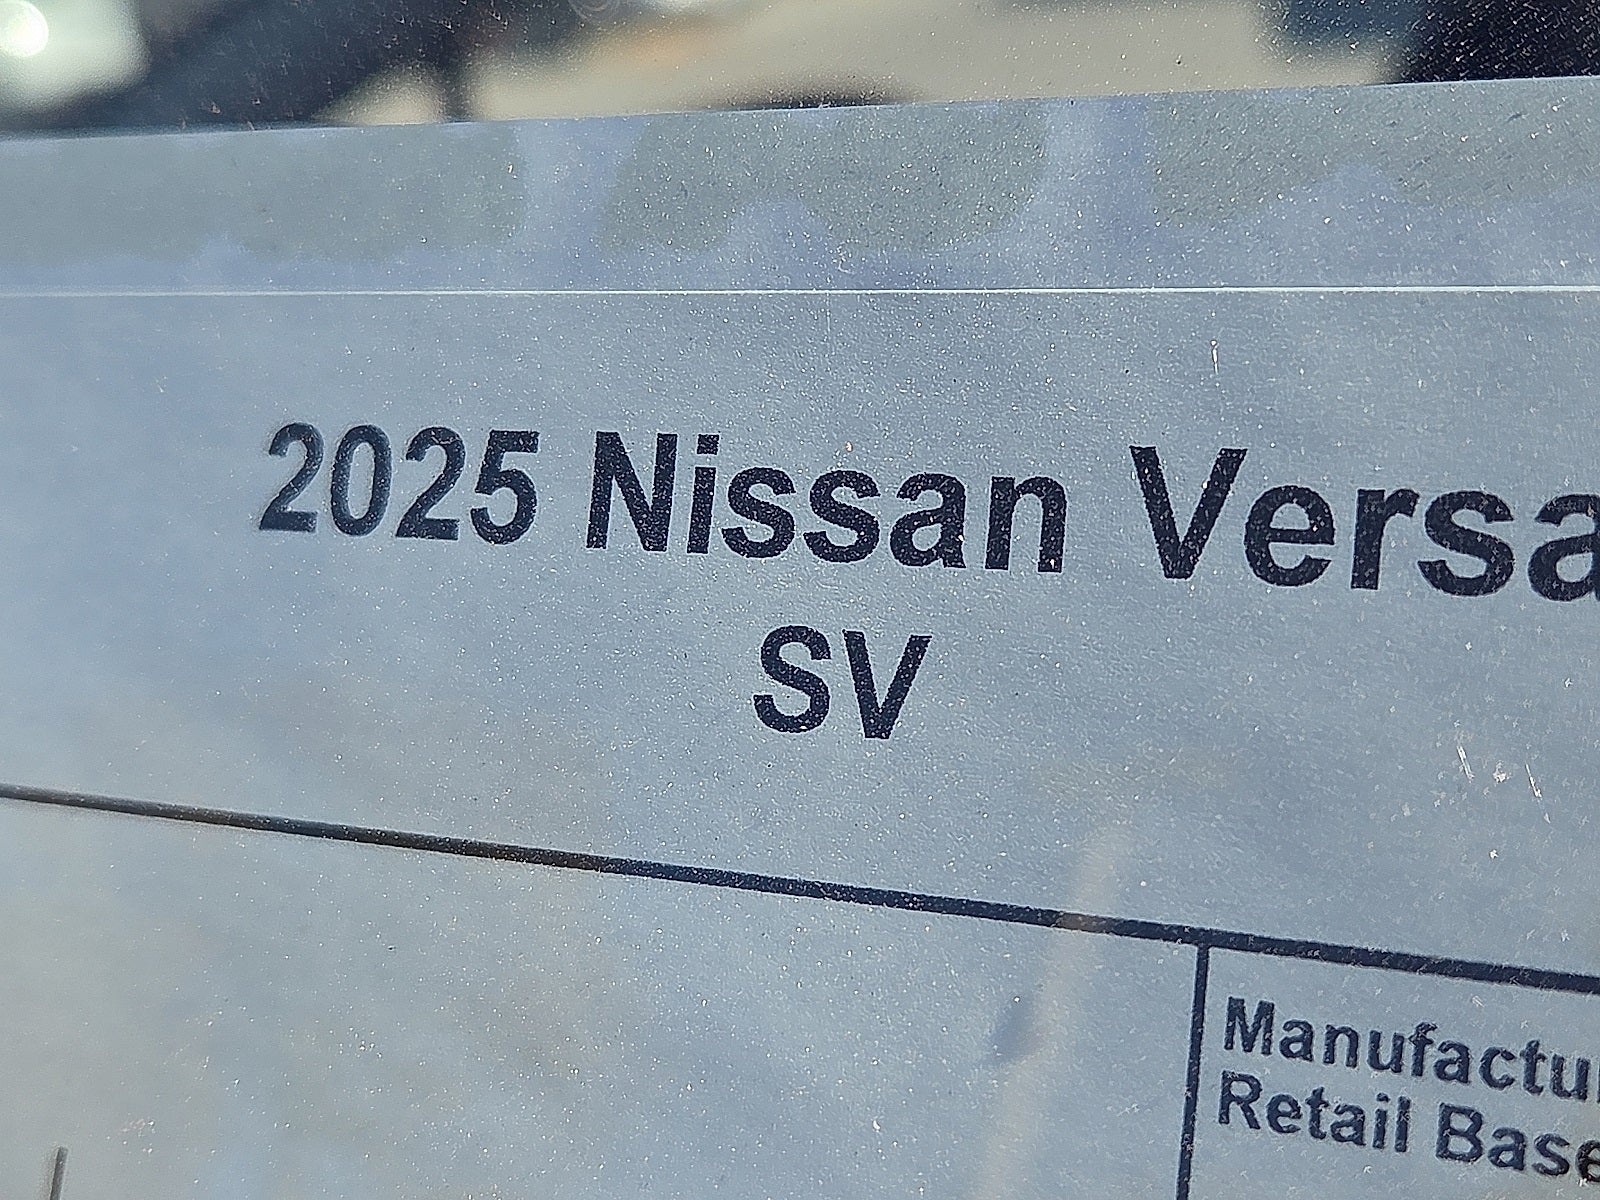 2025 Nissan Versa
SV
Manufactu
Retail Base